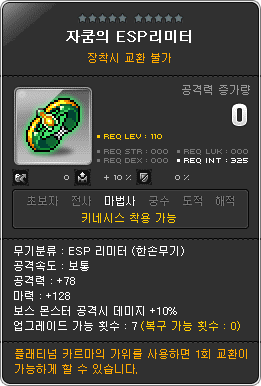 자쿰의 ESP리미터
장착시 교환 불가
공격력 증가량
0
REQ LEV : 110
REQ STR : 000 REQ LUK : 000
REQ DEX : 000 REQ INT : 325
0 + 10 % 0 %
초보자 전사 마법사 궁수 도적 해적
키네시스 착용 가능
무기분류 : ESP 리미터 (한손무기)
공격속도 : 보통
공격력 : +78
마력 : +128
보스 몬스터 공격시 데미지 +10%
업그레이드 가능 횟수 : 7 (복구 가능 횟수 : 0)
플래티넘 카르마의 가위를 사용하면 1회 교환이
가능하게 할 수 있습니다.